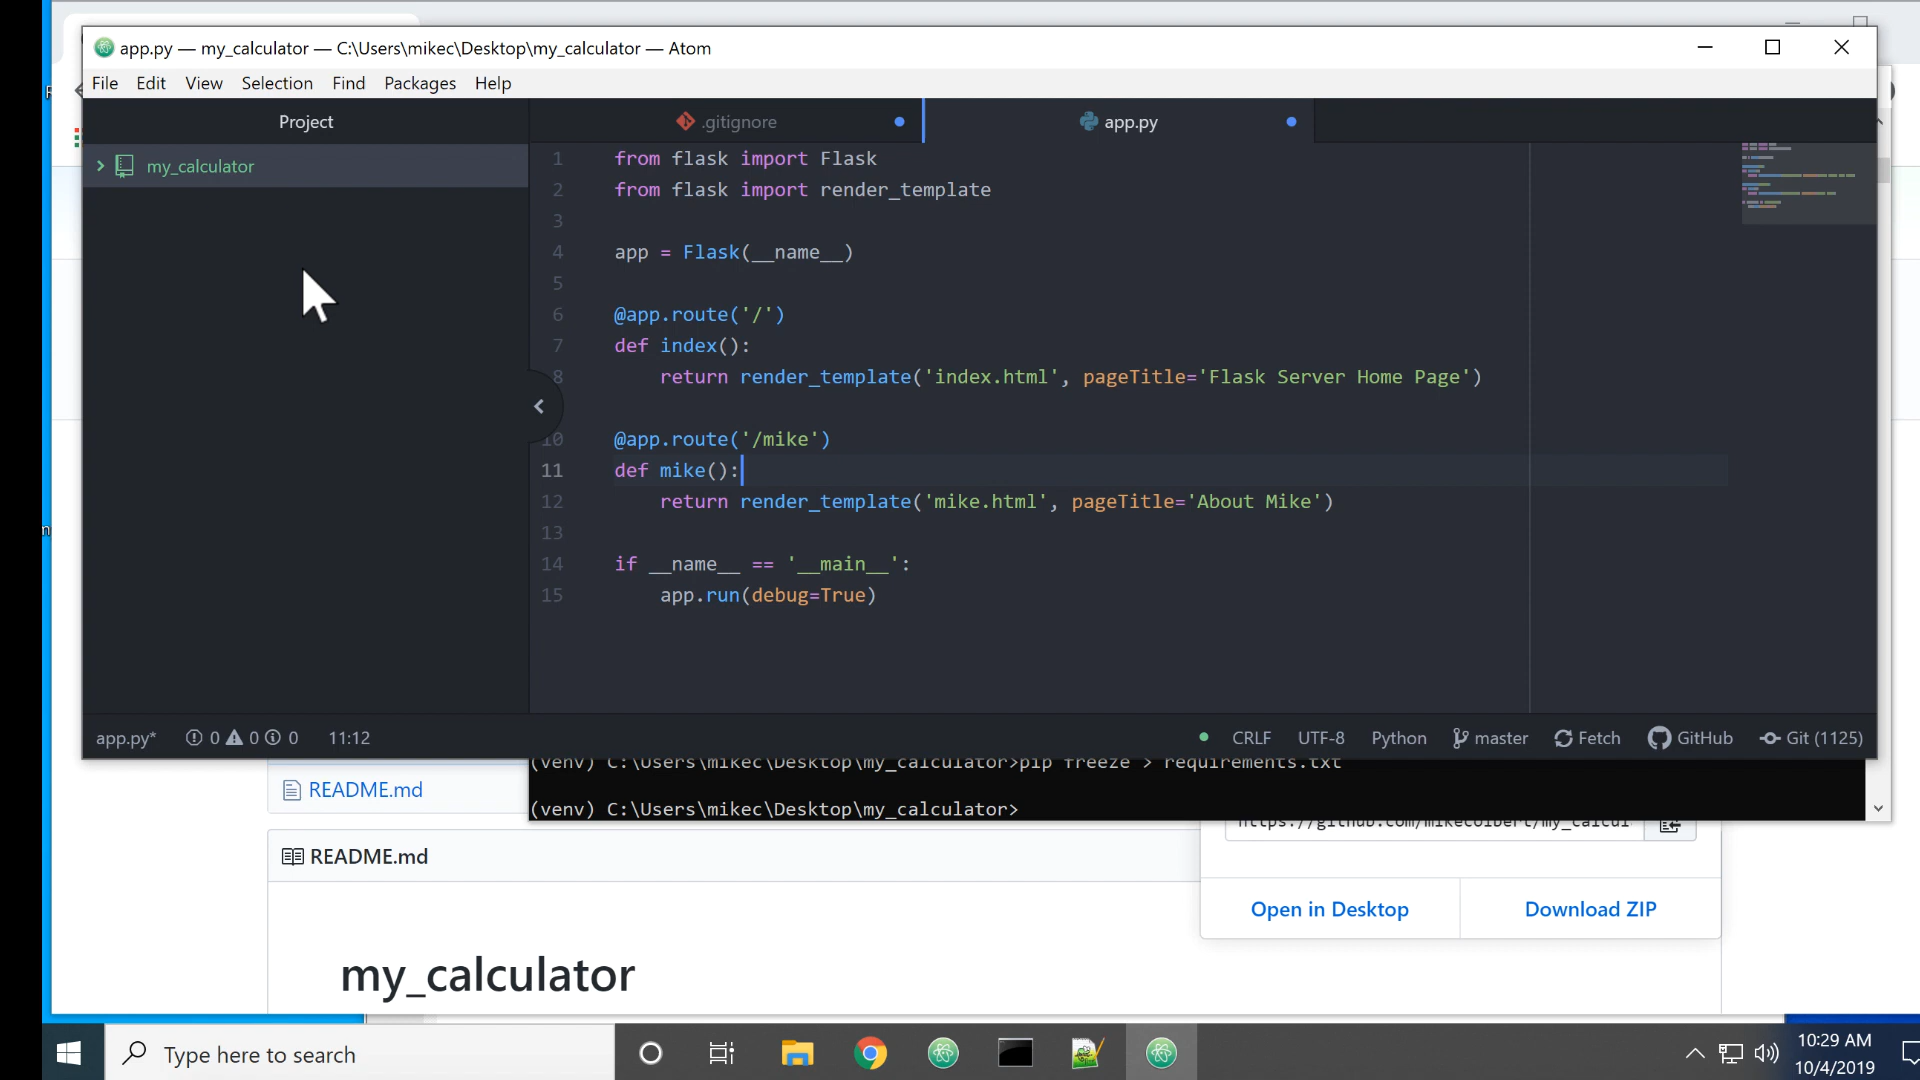 app.py — my_calculator — C:\Users\mikec\Desktop\my_calculator — Atom
File Edit View Selection Find Packages Help
Project
.gitignore
app.py
my_calculator
1 from flask import Flask
2 from flask import render_template
3
4 app = Flask(__name__)
5
6 @app.route('/')
7 def index():
8 return render_template('index.html', pageTitle='Flask Server Home Page')
10 @app.route('/mike')
11 def mike():
12 return render_template('mike.html', pageTitle='About Mike')
13
14 if __name__ == '__main__':
15 app.run(debug=True)
app.py* 0 0 0 11:12 CRLF UTF-8 Python master Fetch GitHub Git (1125)
(venv) C:\Users\mikec\Desktop\my_calculator>pip freeze > requirements.txt
(venv) C:\Users\mikec\Desktop\my_calculator>
README.md
https://github.com/mikecolbert/my_calcul
README.md
Open in Desktop
Download ZIP
my_calculator
Type here to search
10:29 AM
10/4/2019